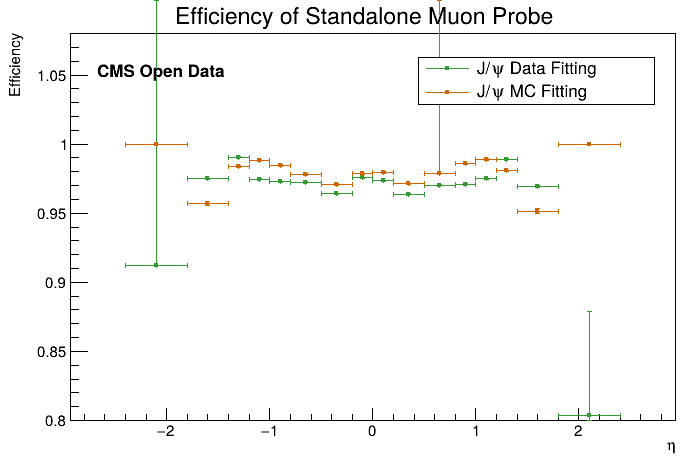 Efficiency of Standalone Muon Probe
Efficiency
CMS Open Data
J/ψ Data Fitting
J/ψ MC Fitting
1.05
1
0.95
0.9
0.85
0.8
−2 −1 0 1 2
η